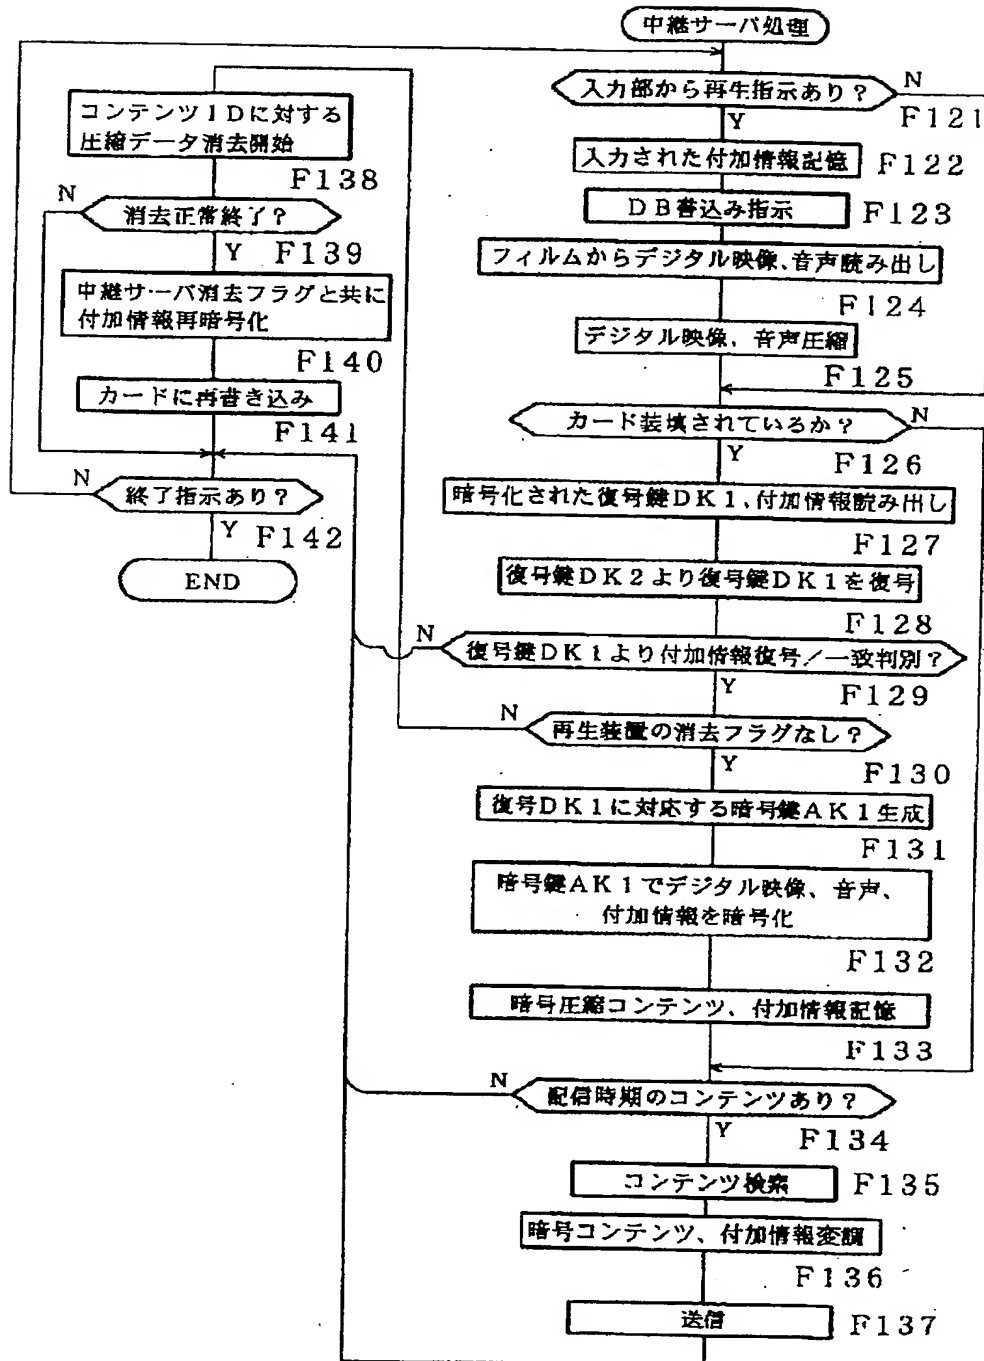 中継サーバ処理
入力部から再生指示あり？
N
F121
Y
入力された付加情報記憶
F122
DB書込み指示
F123
フィルムからデジタル映像、音声読み出し
F124
デジタル映像、音声圧縮
F125
カード装填されているか？
N
Y
F126
暗号化された復号鍵DK1、付加情報読み出し
F127
復号鍵DK2より復号鍵DK1を復号
F128
N
復号鍵DK1より付加情報復号／一致判別？
Y
F129
N
再生装置の消去フラグなし？
Y
F130
復号DK1に対応する暗号鍵AK1生成
F131
暗号鍵AK1でデジタル映像、音声、
付加情報を暗号化
F132
暗号圧縮コンテンツ、付加情報記憶
F133
N
配信時期のコンテンツあり？
Y
F134
コンテンツ検索
F135
暗号コンテンツ、付加情報変調
F136
送信
F137
コンテンツIDに対する
圧縮データ消去開始
F138
N
消去正常終了？
Y
F139
中継サーバ消去フラグと共に
付加情報再暗号化
F140
カードに再書き込み
F141
N
終了指示あり？
Y
F142
END